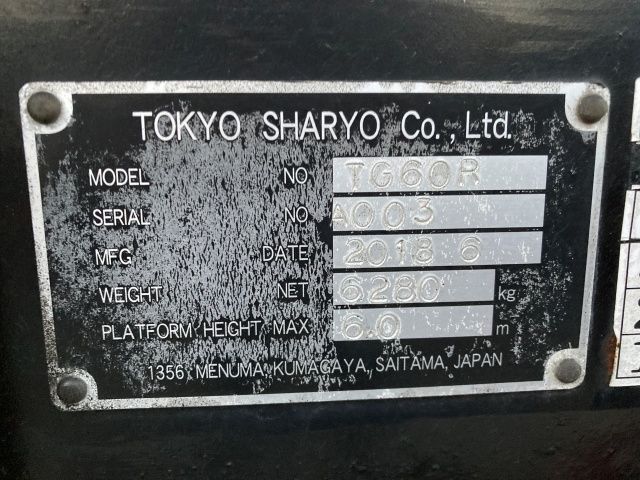 TOKYO SHARYO Co., Ltd.
MODEL NO TG60R
SERIAL NO A003
MFG DATE 2018 6
WEIGHT NET 6280 kg
PLATFORM HEIGHT MAX 6.0 m
1356, MENUMA, KUMAGAYA, SAITAMA, JAPAN